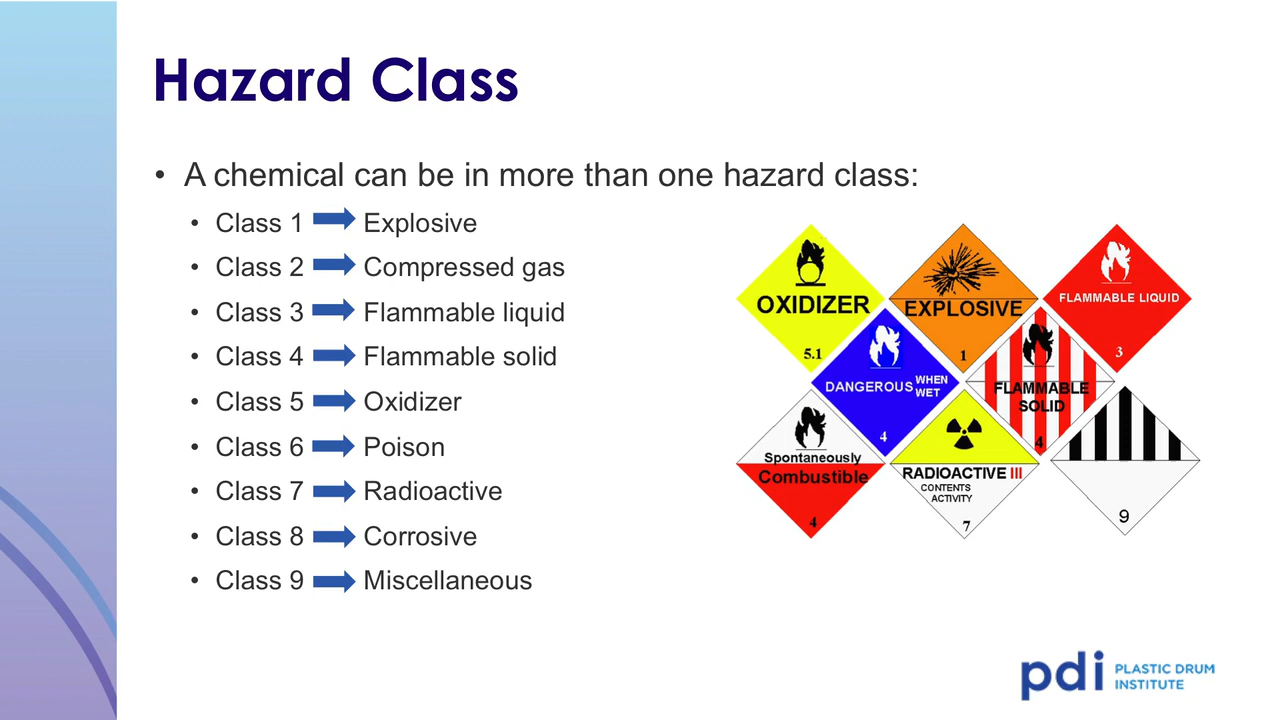 Hazard Class
• A chemical can be in more than one hazard class:
• Class 1 Explosive
• Class 2 Compressed gas
• Class 3 Flammable liquid
• Class 4 Flammable solid
• Class 5 Oxidizer
• Class 6 Poison
• Class 7 Radioactive
• Class 8 Corrosive
• Class 9 Miscellaneous
OXIDIZER
5.1
EXPLOSIVE
1
FLAMMABLE LIQUID
3
DANGEROUS WHEN
WET
4
FLAMMABLE
SOLID
4
Spontaneously
Combustible
4
RADIOACTIVE III
CONTENTS
ACTIVITY
7
9
pdi PLASTIC DRUM
INSTITUTE